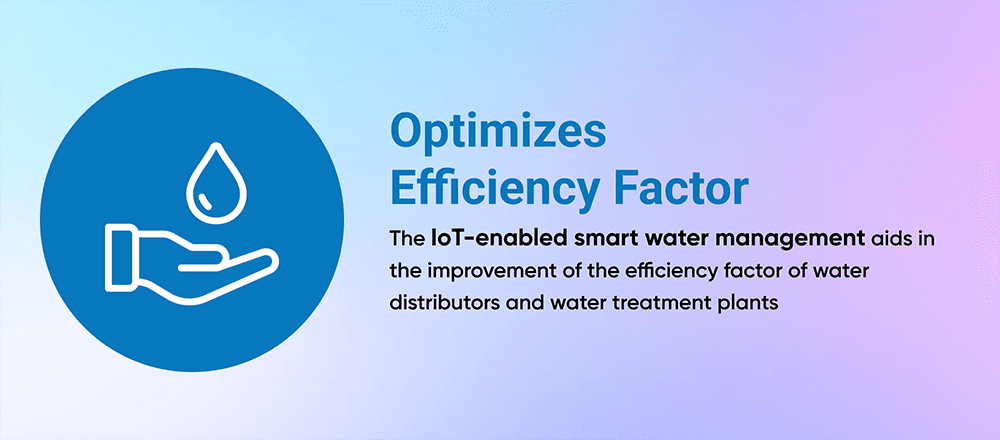 Optimizes
Efficiency Factor
The IoT-enabled smart water management aids in
the improvement of the efficiency factor of water
distributors and water treatment plants